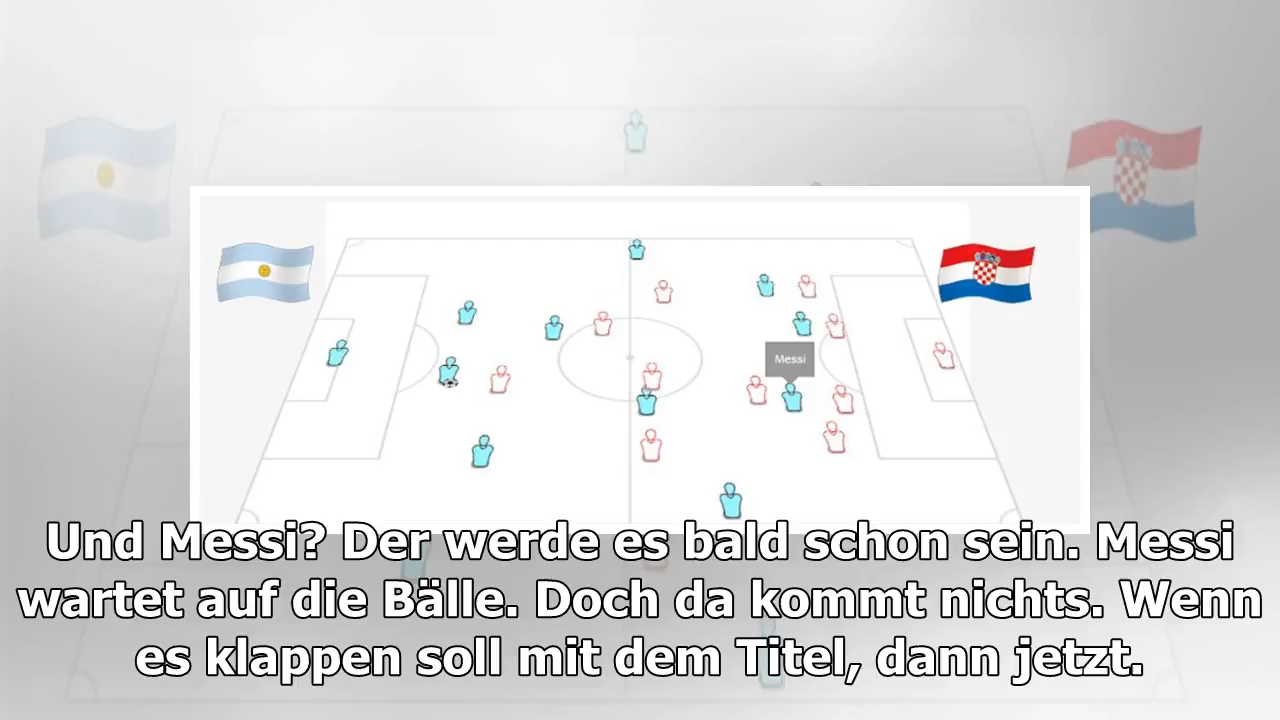 Messi
Und Messi? Der werde es bald schon sein. Messi
wartet auf die Bälle. Doch da kommt nichts. Wenn
es klappen soll mit dem Titel, dann jetzt.